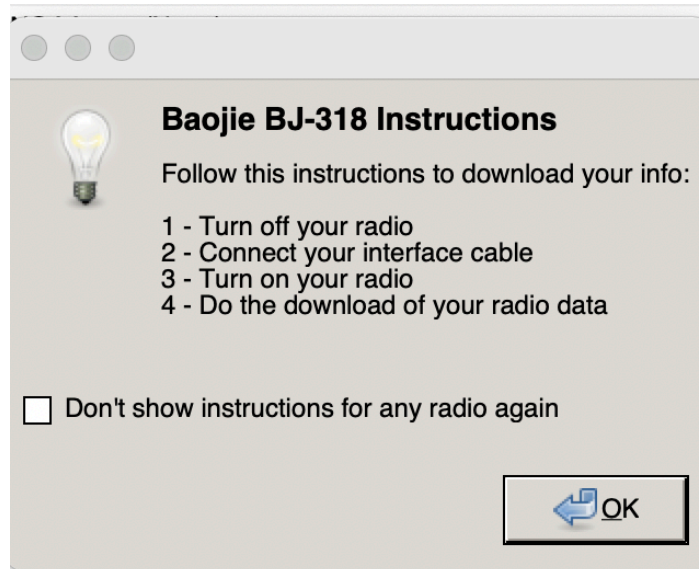 Baojie BJ-318 Instructions
Follow this instructions to download your info:
1 - Turn off your radio
2 - Connect your interface cable
3 - Turn on your radio
4 - Do the download of your radio data
Don't show instructions for any radio again
OK